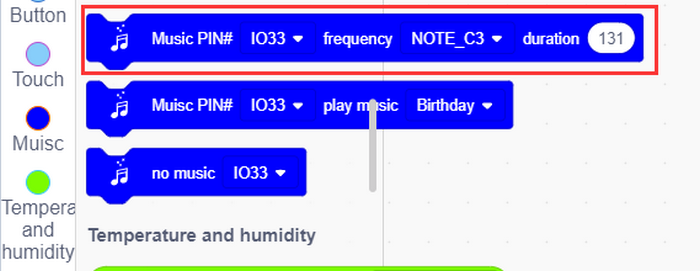 Button
Touch
Muisc
Tempera
and
humidity
Music PIN# IO33 frequency NOTE_C3 duration 131
Muisc PIN# IO33 play music Birthday
no music IO33
Temperature and humidity